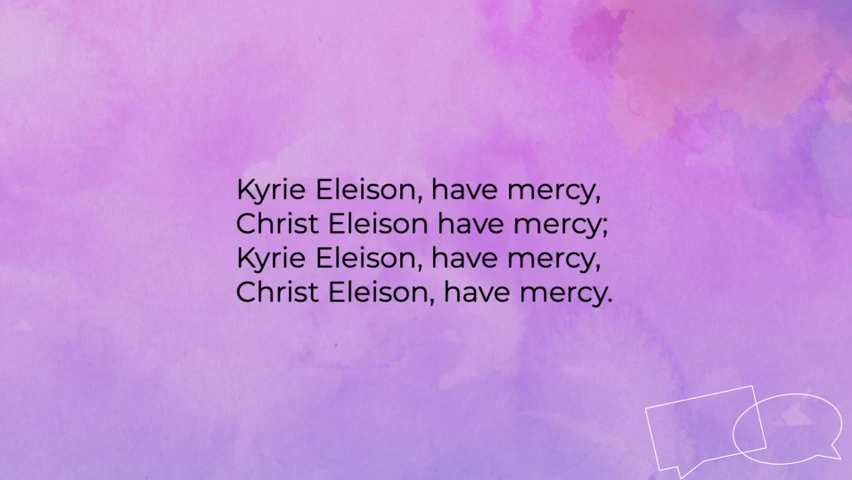 Kyrie Eleison, have mercy,
Christ Eleison have mercy;
Kyrie Eleison, have mercy,
Christ Eleison, have mercy.